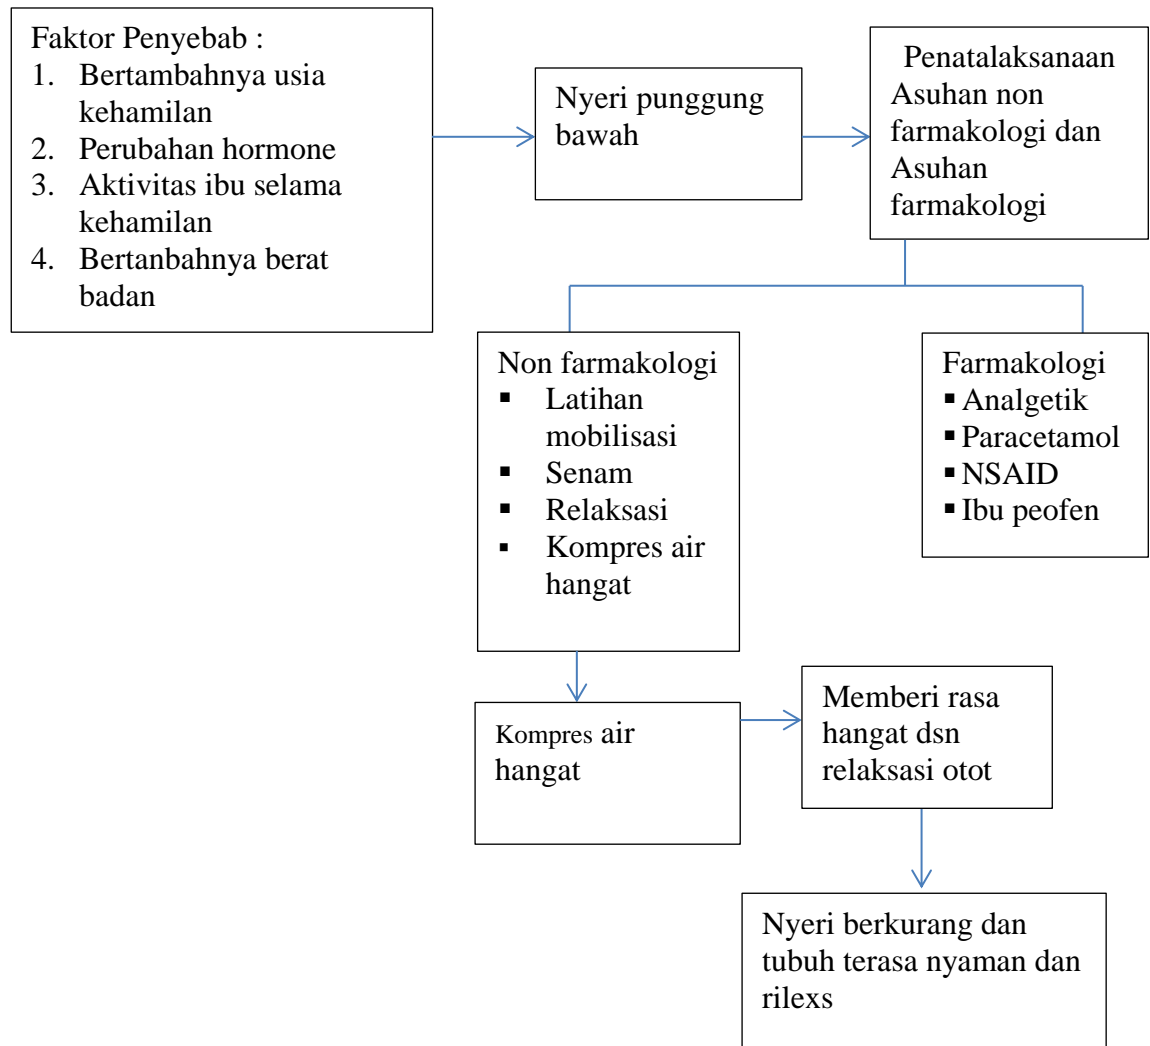 Faktor Penyebab :
1. Bertambahnya usia
kehamilan
2. Perubahan hormone
3. Aktivitas ibu selama
kehamilan
4. Bertanbahnya berat
badan
Nyeri punggung
bawah
Penatalaksanaan
Asuhan non
farmakologi dan
Asuhan
farmakologi
Non farmakologi
▪ Latihan
mobilisasi
▪ Senam
▪ Relaksasi
▪ Kompres air
hangat
Farmakologi
▪ Analgetik
▪ Paracetamol
▪ NSAID
▪ Ibu peofen
Kompres air
hangat
Memberi rasa
hangat dsn
relaksasi otot
Nyeri berkurang dan
tubuh terasa nyaman dan
rilexs